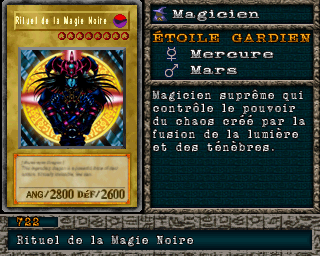 Rituel de la Magie Noire
ANG/2800 DéF/2600
Magicien
ÉTOILE GARDIEN
Mercure
Mars
Magicien suprême qui
contrôle le pouvoir
du chaos créé par la
fusion de la lumière
et des ténèbres.
722
Rituel de la Magie Noire